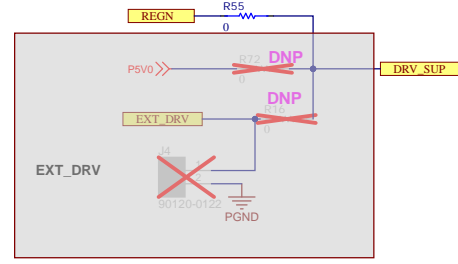 R55
REGN
0
DNP
R72
P5V0
0
DRV_SUP
DNP
R16
EXT_DRV
0
J4
1
2
EXT_DRV
90120-0122
PGND